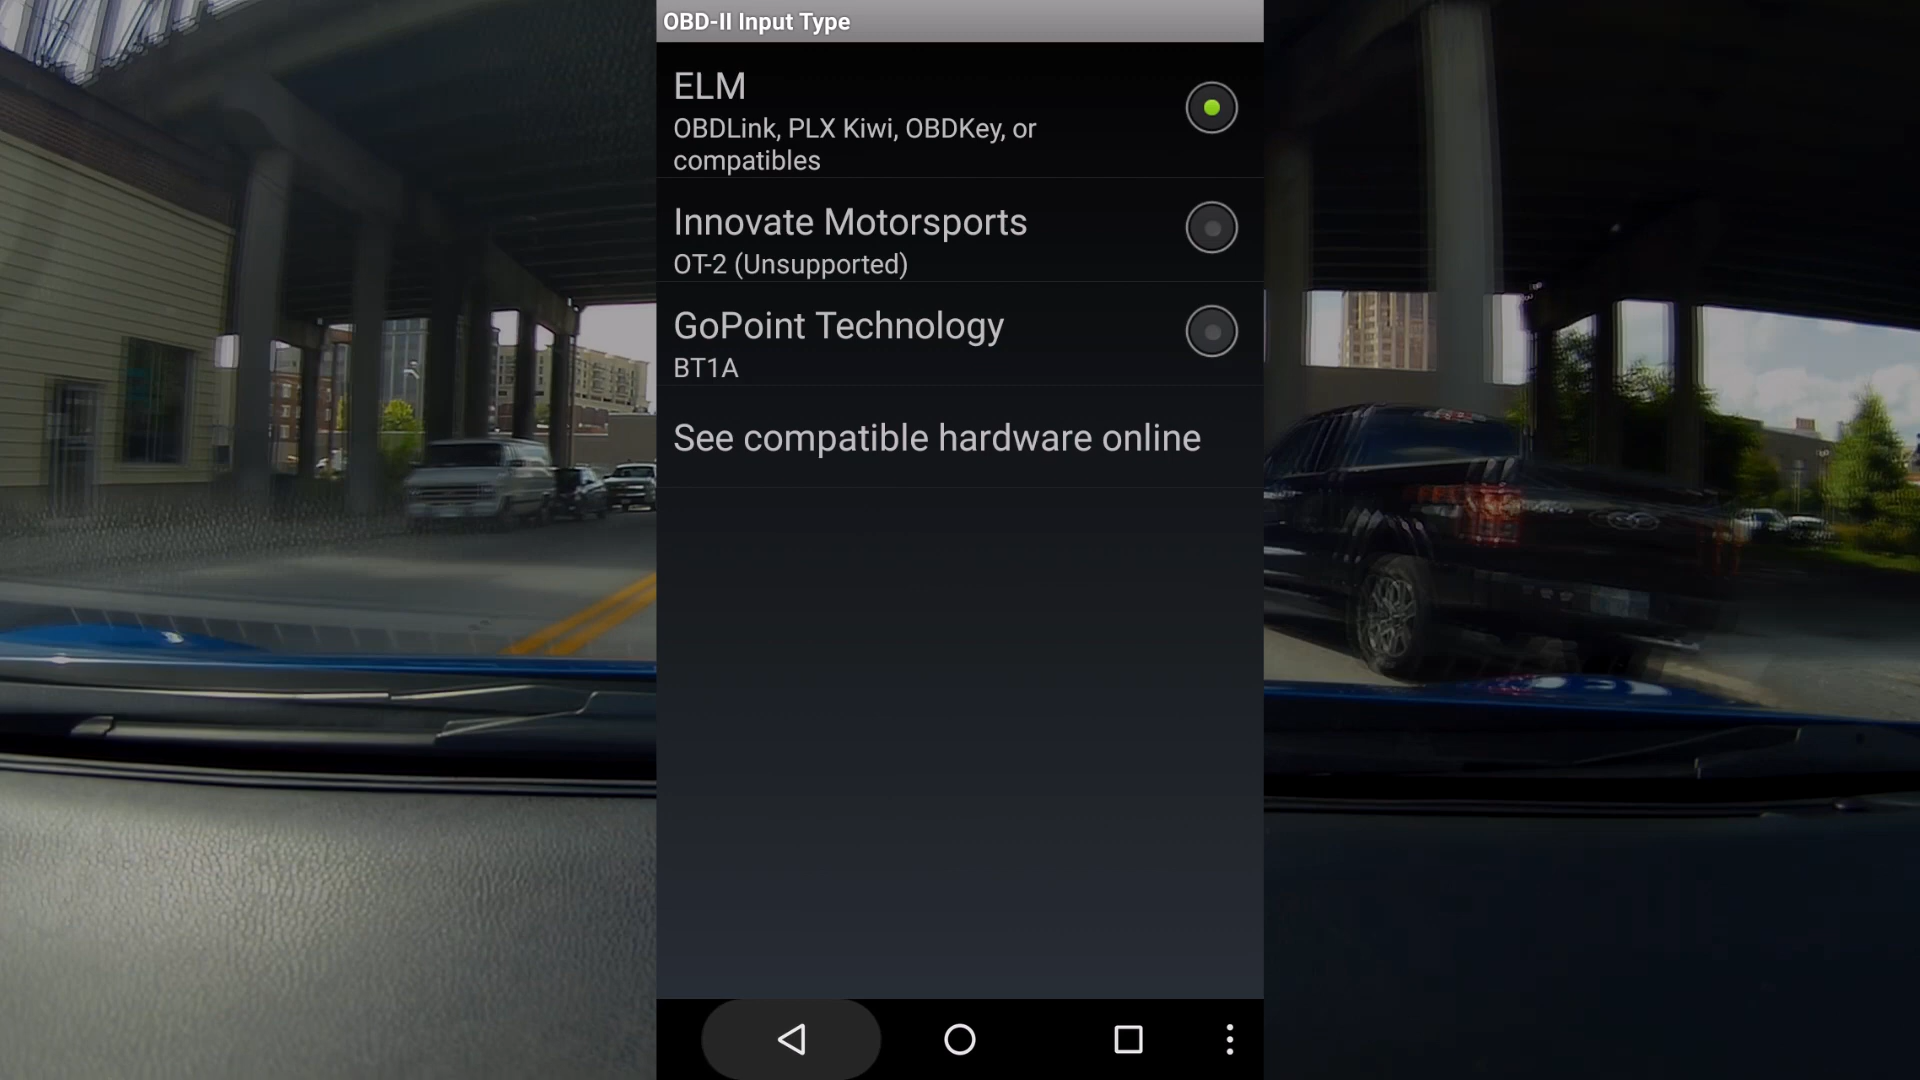 OBD-II Input Type
ELM
OBDLink, PLX Kiwi, OBDKey, or
compatibles
Innovate Motorsports
OT-2 (Unsupported)
GoPoint Technology
BT1A
See compatible hardware online